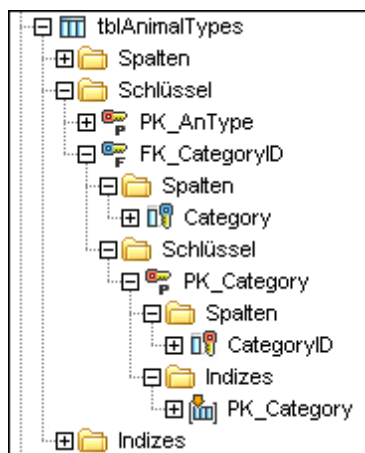 tblAnimalTypes
Spalten
Schlüssel
P PK_AnType
F FK_CategoryID
Spalten
Category
Schlüssel
P PK_Category
Spalten
CategoryID
Indizes
PK_Category
Indizes